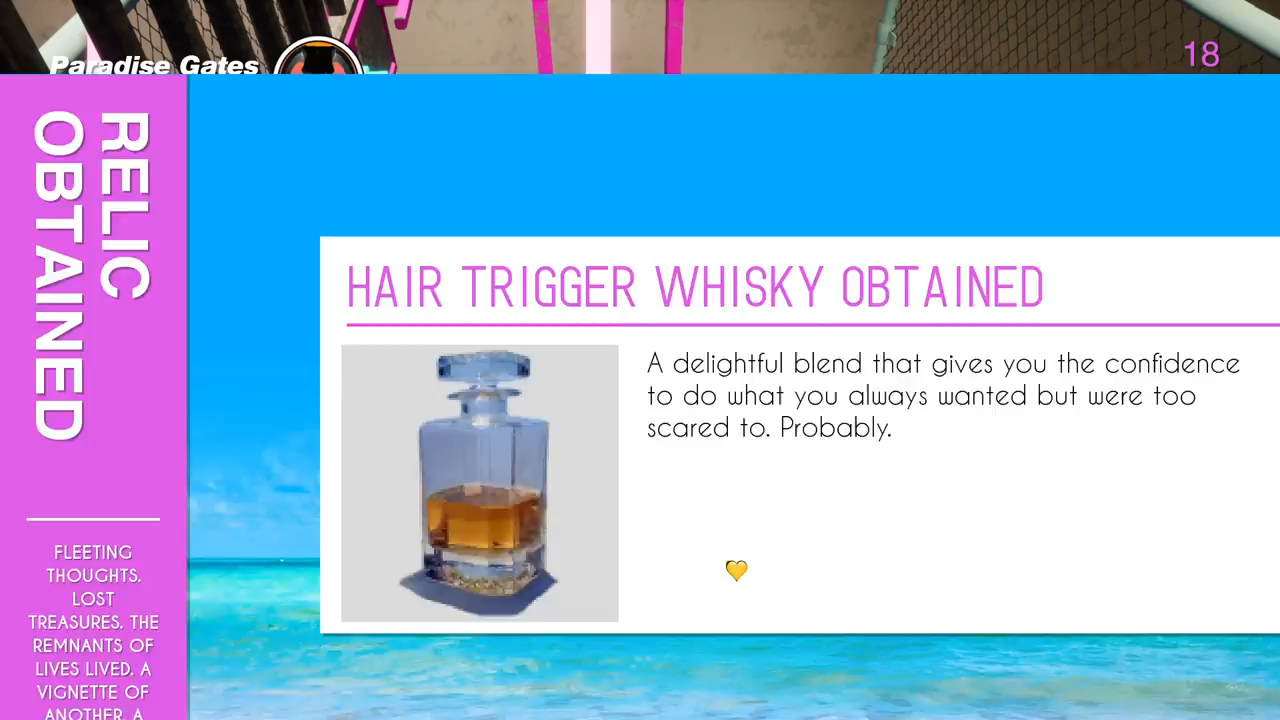 Paradise Gates
18
RELIC
OBTAINED
FLEETING
THOUGHTS.
LOST
TREASURES. THE
REMNANTS OF
LIVES LIVED. A
VIGNETTE OF
ANOTHER. A
HAIR TRIGGER WHISKY OBTAINED
A delightful blend that gives you the confidence
to do what you always wanted but were too
scared to. Probably.